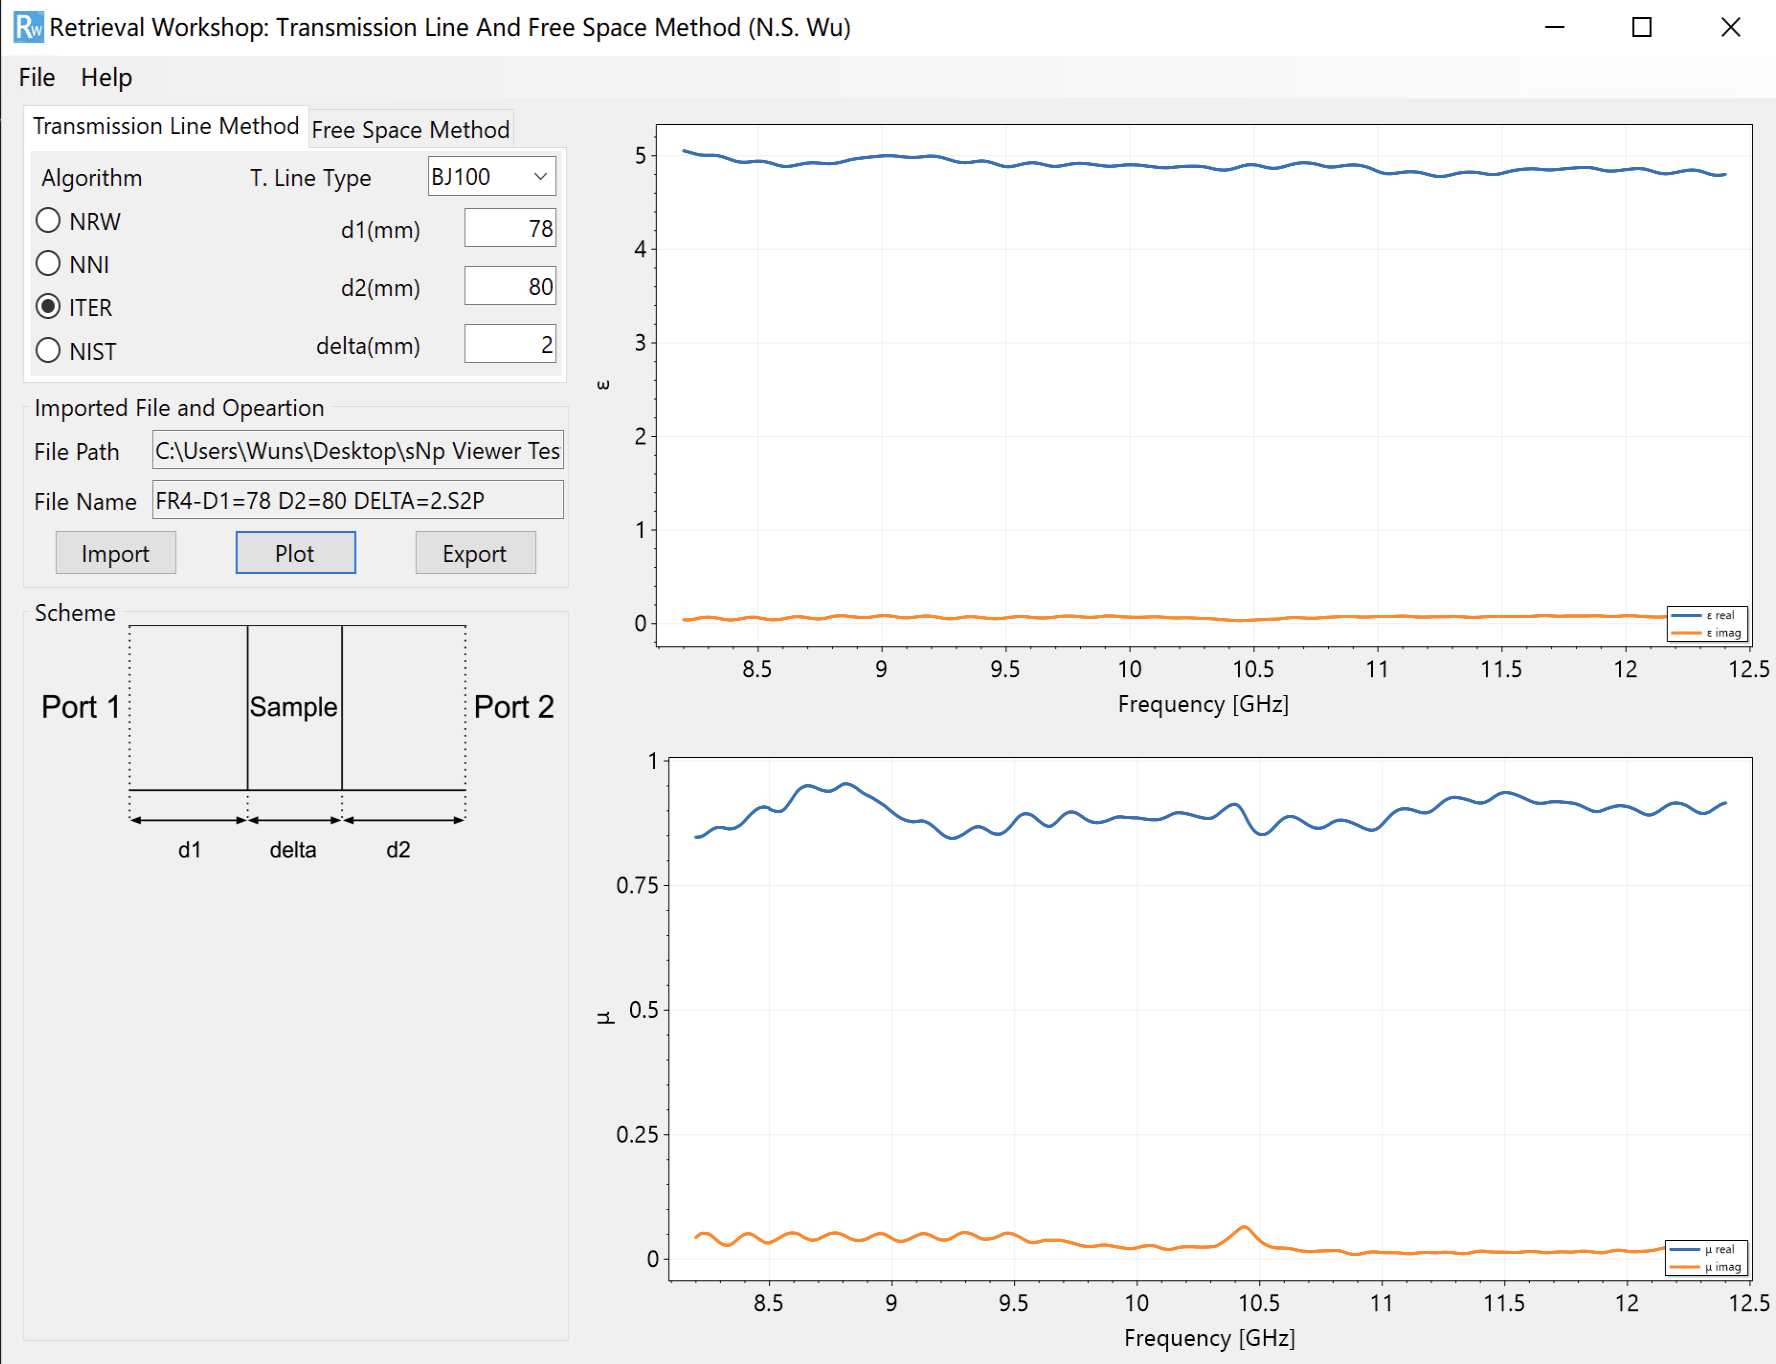 Rw Retrieval Workshop: Transmission Line And Free Space Method (N.S. Wu)
File Help
Transmission Line Method Free Space Method
Algorithm T. Line Type BJ100
NRW d1(mm) 78
NNI d2(mm) 80
ITER delta(mm) 2
NIST
Imported File and Opeartion
File Path C:\Users\Wuns\Desktop\sNp Viewer Tes
File Name FR4-D1=78 D2=80 DELTA=2.S2P
Import Plot Export
Scheme
Port 1 Sample Port 2
d1 delta d2
5
4
3
2
1
0
ε
ε real
ε imag
8.5 9 9.5 10 10.5 11 11.5 12 12.5
Frequency [GHz]
1
0.75
0.5
0.25
0
μ
μ real
μ imag
8.5 9 9.5 10 10.5 11 11.5 12 12.5
Frequency [GHz]